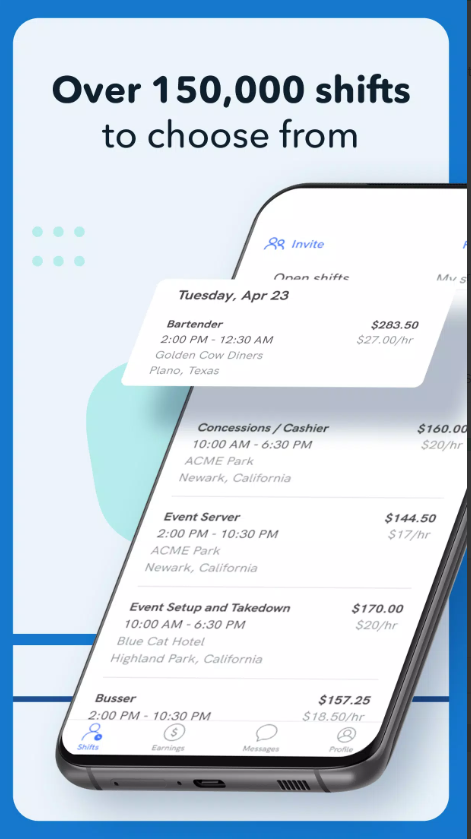 Over 150,000 shifts
to choose from
Invite
Open shifts
My s
Tuesday, Apr 23
Bartender $283.50
2:00 PM - 12:30 AM $27.00/hr
Golden Cow Diners
Plano, Texas
Concessions / Cashier $160.00
10:00 AM - 6:30 PM $20/hr
ACME Park
Newark, California
Event Server $144.50
2:00 PM - 10:30 PM $17/hr
ACME Park
Newark, California
Event Setup and Takedown $170.00
10:00 AM - 6:30 PM $20/hr
Blue Cat Hotel
Highland Park, California
Busser $157.25
2:00 PM - 10:30 PM $18.50/hr
Shifts Earnings Messages Profile